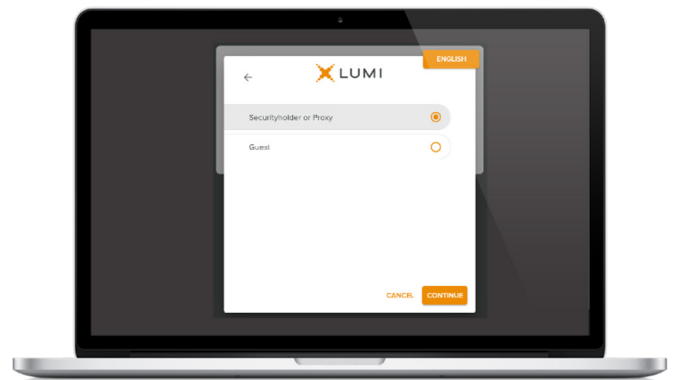 ENGLISH
LUMI
Securityholder or Proxy
Guest
CANCEL
CONTINUE